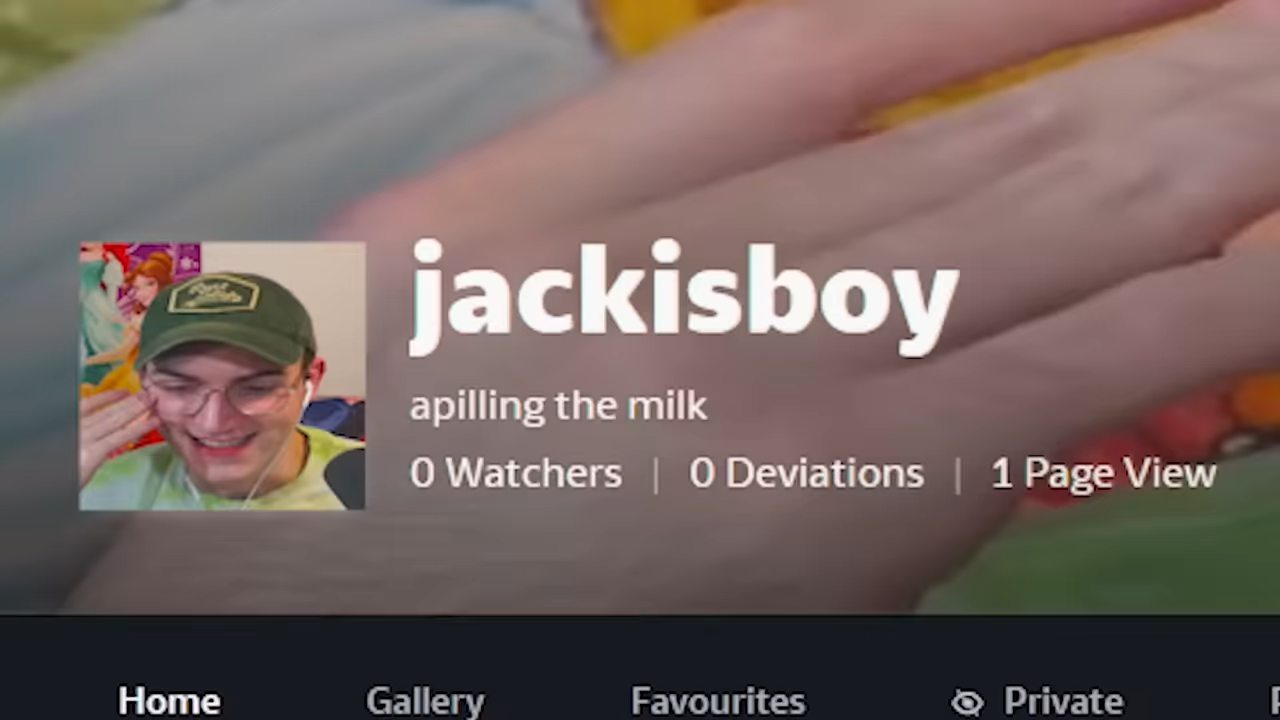 jackisboy
apilling the milk
0 Watchers | 0 Deviations | 1 Page View
Home Gallery Favourites Private